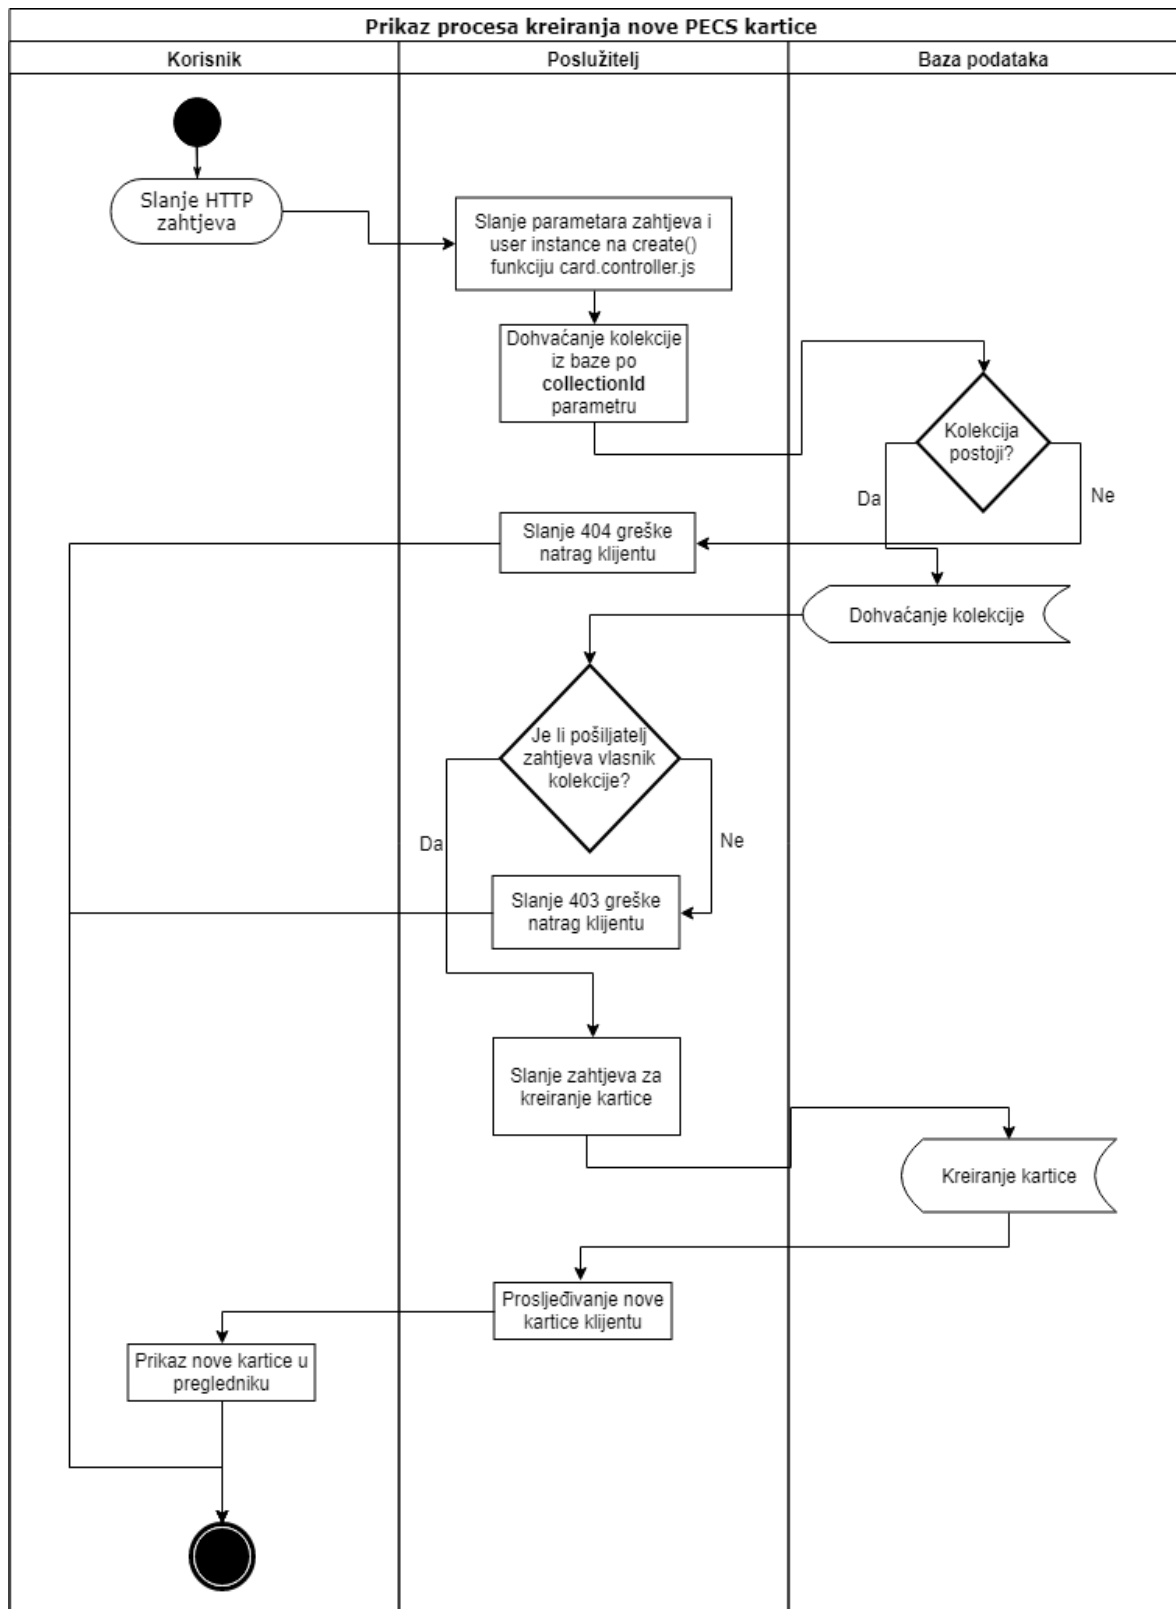 Prikaz procesa kreiranja nove PECS kartice
Korisnik
Poslužitelj
Baza podataka
Slanje HTTP
zahtjeva
Slanje parametara zahtjeva i
user instance na create()
funkciju card.controller.js
Dohvaćanje kolekcije
iz baze po
collectionId
parametru
Kolekcija
postoji?
Da
Ne
Slanje 404 greške
natrag klijentu
Dohvaćanje kolekcije
Je li pošiljatelj
zahtjeva vlasnik
kolekcije?
Da
Ne
Slanje 403 greške
natrag klijentu
Slanje zahtjeva za
kreiranje kartice
Kreiranje kartice
Prosljeđivanje nove
kartice klijentu
Prikaz nove kartice u
pregledniku